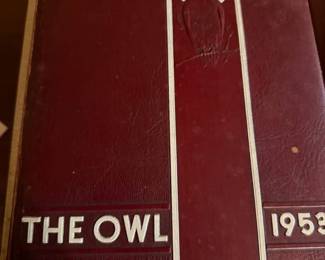 THE OWL 1953